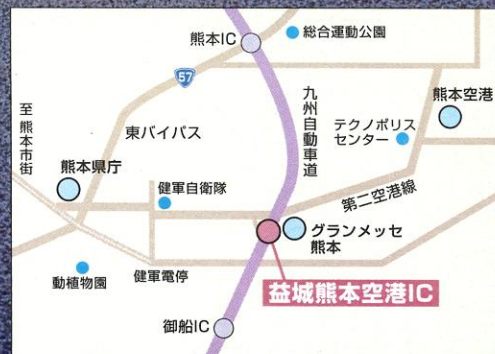 熊本IC
総合運動公園
57
九州自動車道
熊本空港
至熊本市街
東バイパス
テクノポリス
センター
熊本県庁
健軍自衛隊
第二空港線
グランメッセ
熊本
動植物園
健軍電停
益城熊本空港IC
御船IC